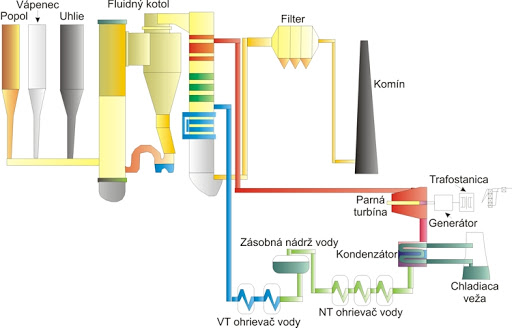 Vápenec
Popol
Uhlie
Fluidný kotol
Filter
Komín
Trafostanica
Parná
turbína
Generátor
Zásobná nádrž vody
Kondenzátor
Chladiaca
veža
NT ohrievač vody
VT ohrievač vody